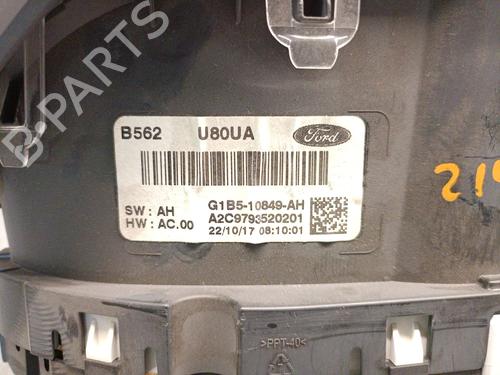 B-Parts
B562 U80UA Ford
G1B5-10849-AH
SW: AH A2C9793520201
HW: AC.00 22/10/17 08:10:01
>PPT-40<